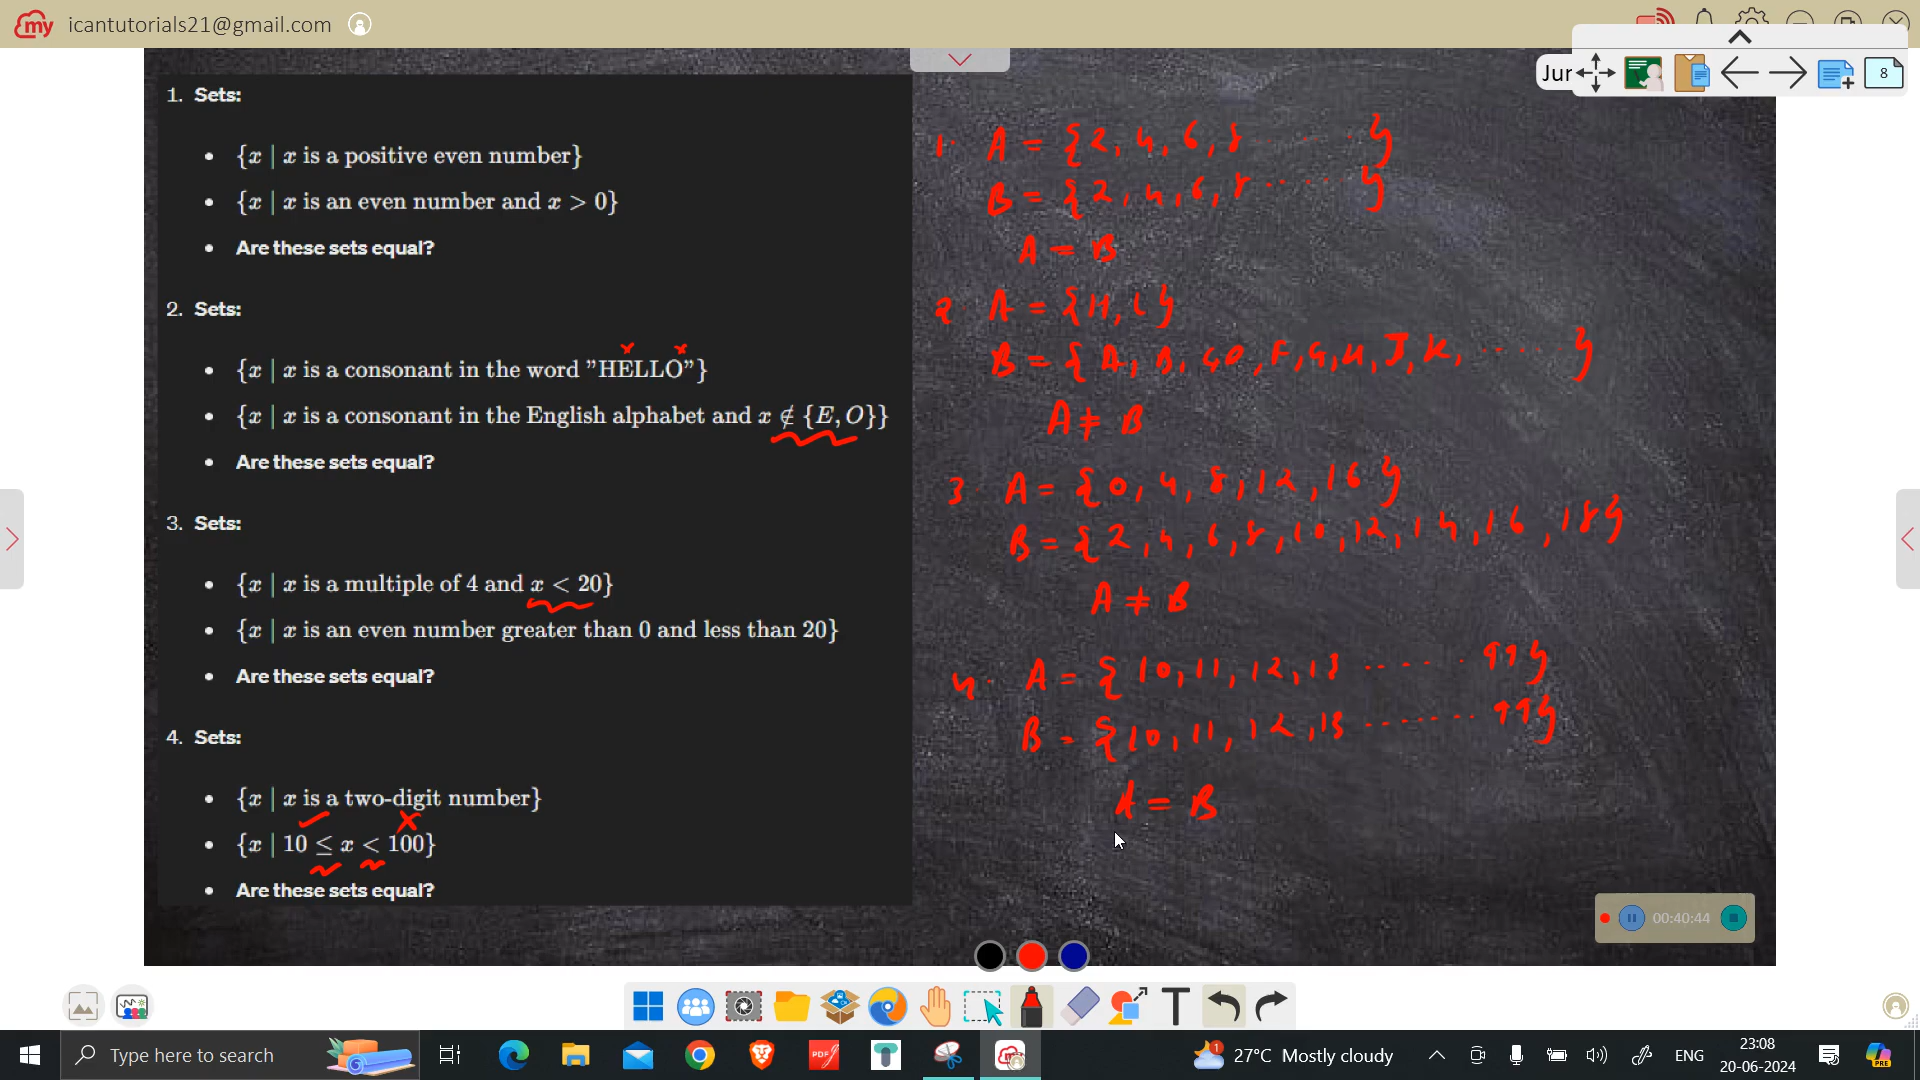 icantutorials21@gmail.com
Jur
8
1. Sets:
• {x | x is a positive even number}
• {x | x is an even number and x > 0}
• Are these sets equal?
2. Sets:
• {x | x is a consonant in the word "HELLO"}
• {x | x is a consonant in the English alphabet and x ∉ {E, O}}
• Are these sets equal?
3. Sets:
• {x | x is a multiple of 4 and x < 20}
• {x | x is an even number greater than 0 and less than 20}
• Are these sets equal?
4. Sets:
• {x | x is a two-digit number}
• {x | 10 ≤ x < 100}
• Are these sets equal?
1. A = {2, 4, 6, 8 ······ }
B = {2, 4, 6, 8 ······ }
A = B
2 A = {H, L}
B = { A, B, , F, G, H, J, K, ······ }
A ≠ B
3. A = {0, 4, 8, 12, 16}
B = {2, 4, 6, 8, 10, 12, 14, 16, 18}
A ≠ B
4. A = { 10, 11, 12, 13 ······ 99}
B = {10, 11, 12, 13 ······· 99}
A = B
00:40:44
T
Type here to search
PDF
T
my
1
27°C Mostly cloudy
ENG
23:08
20-06-2024
PRE